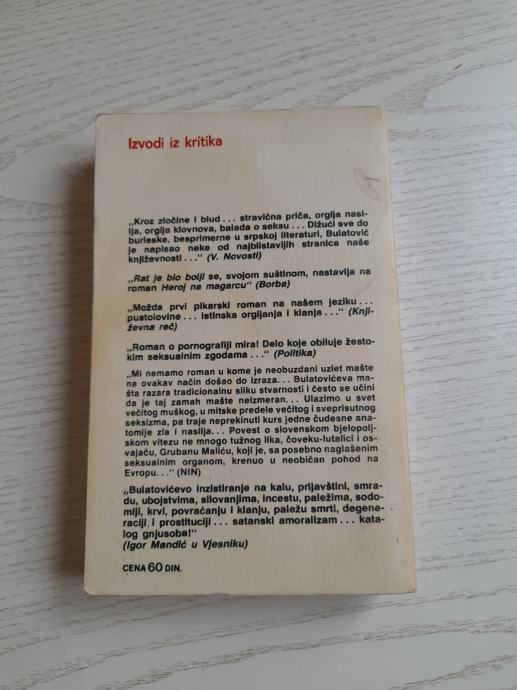 Izvodi iz kritika
„Kroz zločine i blud ... stravična priča, orgija nasi-
lja, orgija klovnova, balada o seksu ... Dižući sve do
burleske, besprimerne u srpskoj literaturi, Bulatović
je napisao neke od najblistavijih stranica naše
književnosti ..." (V. Novosti)
„Rat je bio bolji se, svojom suštinom, nastavija na
roman Heroj na magarcu" (Borba)
„Možda prvi pikarski roman na našem jeziku ...
pustolovine ... istinska orgijanja i klanja ..." (Knji-
ževna reč)
„Roman o pornografiji mira! Delo koje obiluje žesto-
kim seksualnim zgodama ..." (Politika)
„Mi nemamo roman u kome je neobuzdani uzlet mašte
na ovakav način došao do izraza ... Bulatovićeva ma-
šta razara tradicionalnu sliku stvarnosti i često se učini
da je taj zamah mašte neizmeran... Ulazimo u svet
večitog muškog, u mitske predele večitog i sveprisutnog
seksizma, pa traje neprekinuti kurs jedne čudesne ana-
tomije zla i nasilja... Povest o slovenskom bjelopolj-
skom vitezu ne mnogo tužnog lika, čoveku-lutalici i os-
vajaču, Grubanu Maliću, koji je, sa posebno naglašenim
seksualnim organom, krenuo u neobičan pohod na
Evropu..." (NIN)
„Bulatovićevo inzistiranje na kalu, prljavštini, smra-
du, ubojstvima, silovanjima, incestu, paležima, sodo-
miji, krvi, povraćanju i klanju, paležu smrti, degene-
raciji i prostituciji ... satanski amoralizam ... kata-
log gnjusoba!"
(Igor Mandić u Vjesniku)
CENA 60 DIN.